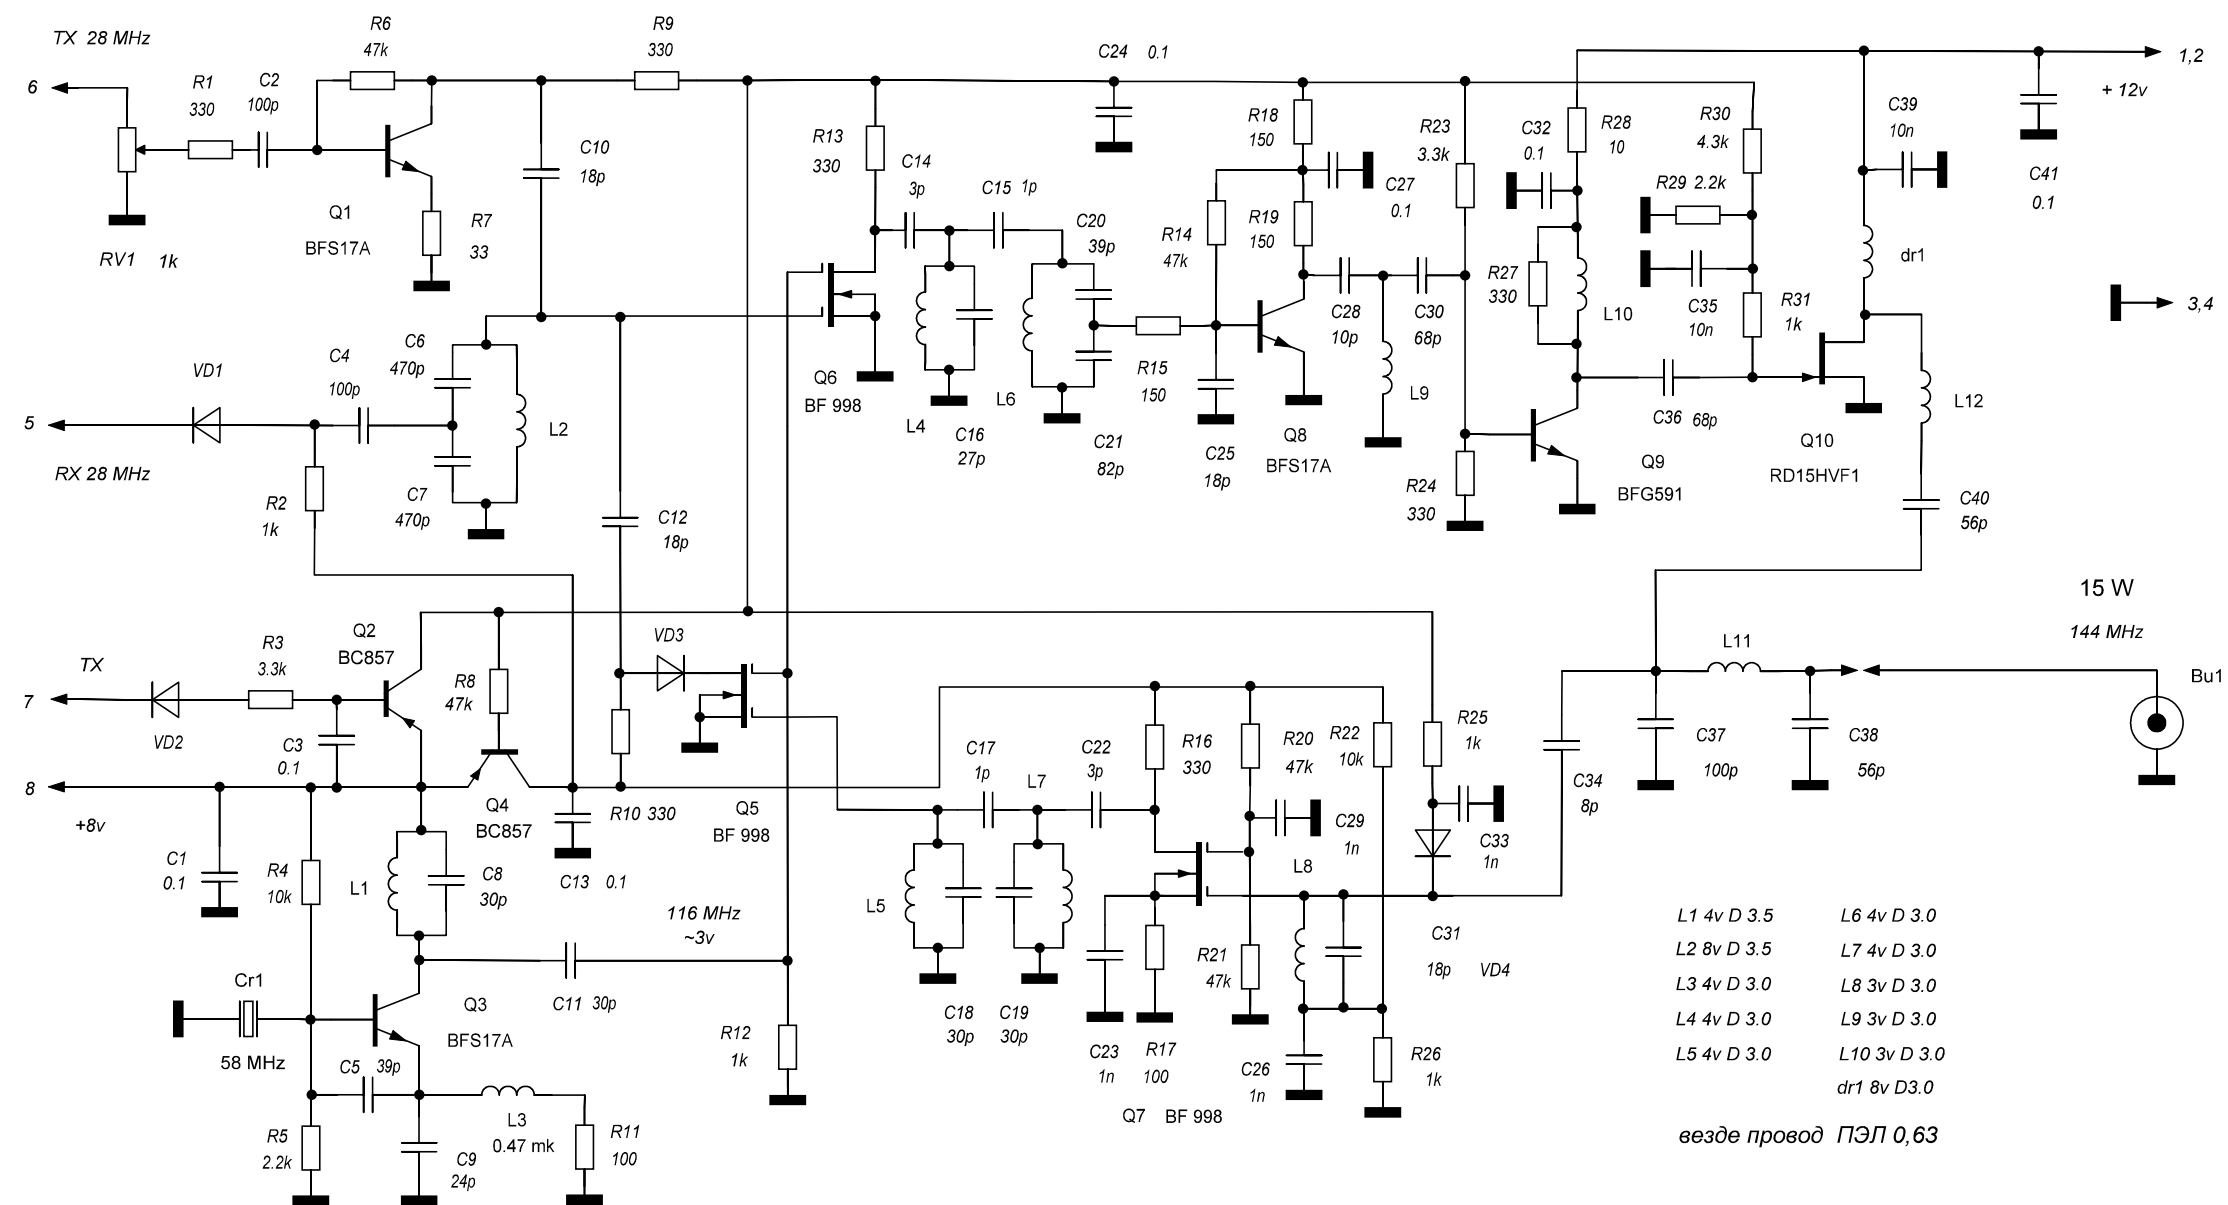 TX 28 MHz
6
RV1 1k
R1
330
C2
100p
R6
47k
Q1
BFS17A
R7
33
R9
330
C10
18p
C24 0.1
R13
330
C14
3p
C15 1p
C20
39p
Q6
BF 998
L4
C16
27p
L6
C21
82p
R14
47k
R15
150
C25
18p
R18
150
R19
150
C27
0.1
Q8
BFS17A
C28
10p
C30
68p
L9
R23
3.3k
R24
330
C32
0.1
R28
10
R27
330
L10
Q9
BFG591
C36 68p
R30
4.3k
R29 2.2k
C35
10n
R31
1k
Q10
RD15HVF1
C39
10n
dr1
L12
C40
56p
C41
0.1
1,2
+ 12v
3,4
5
RX 28 MHz
VD1
R2
1k
C4
100p
C6
470p
C7
470p
L2
C12
18p
TX
7
VD2
R3
3.3k
Q2
BC857
C3
0.1
8
+8v
C1
0.1
R8
47k
Q4
BC857
R10 330
C13 0.1
VD3
Q5
BF 998
R4
10k
L1
C8
30p
116 MHz
~3v
C11 30p
Cr1
58 MHz
Q3
BFS17A
C5 39p
R5
2.2k
C9
24p
L3
0.47 mk
R11
100
R12
1k
L5
C17
1p
L7
C22
3p
C18
30p
C19
30p
R16
330
R20
47k
R22
10k
C29
1n
L8
R21
47k
C23
1n
R17
100
Q7 BF 998
C26
1n
R26
1k
C31
18p
VD4
R25
1k
C33
1n
C34
8p
C37
100p
L11
C38
56p
15 W
144 MHz
Bu1
L1 4v D 3.5 L6 4v D 3.0
L2 8v D 3.5 L7 4v D 3.0
L3 4v D 3.0 L8 3v D 3.0
L4 4v D 3.0 L9 3v D 3.0
L5 4v D 3.0 L10 3v D 3.0
dr1 8v D3.0
везде провод ПЭЛ 0,63